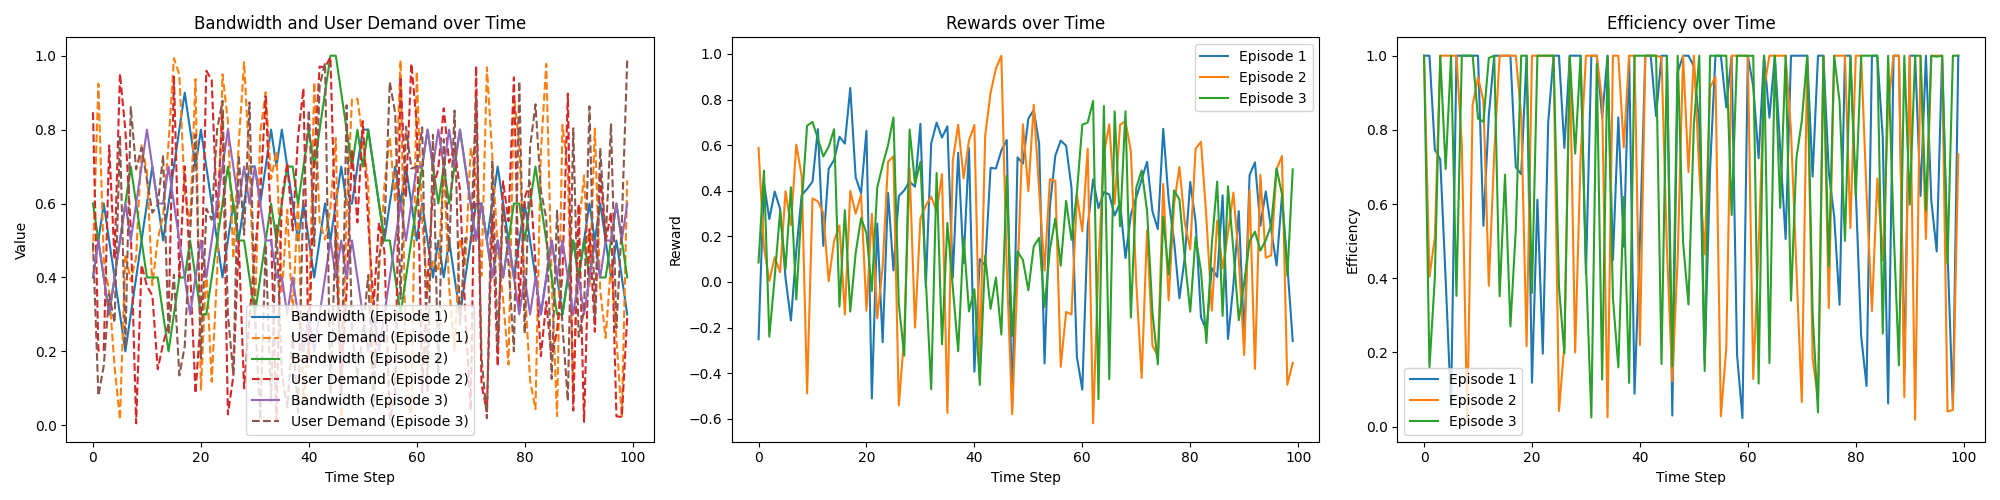 Bandwidth and User Demand over Time
Value
1.0
0.8
0.6
0.4
0.2
0.0
Bandwidth (Episode 1)
User Demand (Episode 1)
Bandwidth (Episode 2)
User Demand (Episode 2)
Bandwidth (Episode 3)
User Demand (Episode 3)
0 20 40 60 80 100
Time Step
Rewards over Time
Reward
1.0
0.8
0.6
0.4
0.2
0.0
−0.2
−0.4
−0.6
Episode 1
Episode 2
Episode 3
0 20 40 60 80 100
Time Step
Efficiency over Time
Efficiency
1.0
0.8
0.6
0.4
0.2
0.0
Episode 1
Episode 2
Episode 3
0 20 40 60 80 100
Time Step